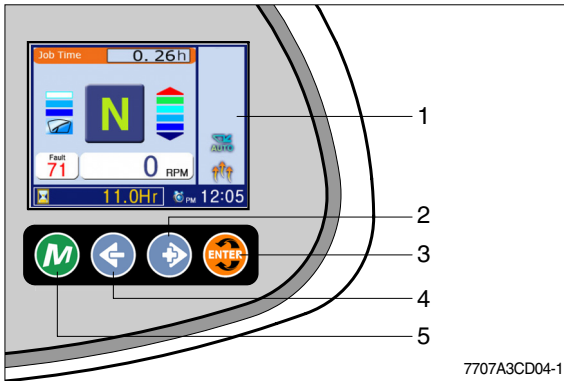 Job Time 0. 26h
N
AUTO
Fault
71
0 RPM
11.0Hr PM 12:05
M ENTER
1
2
3
4
5
7707A3CD04-1